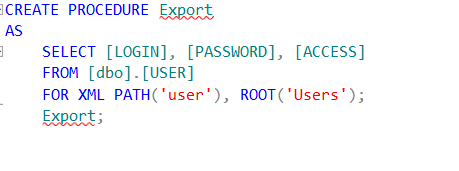 CREATE PROCEDURE Export
AS
SELECT [LOGIN], [PASSWORD], [ACCESS]
FROM [dbo].[USER]
FOR XML PATH('user'), ROOT('Users');
Export;